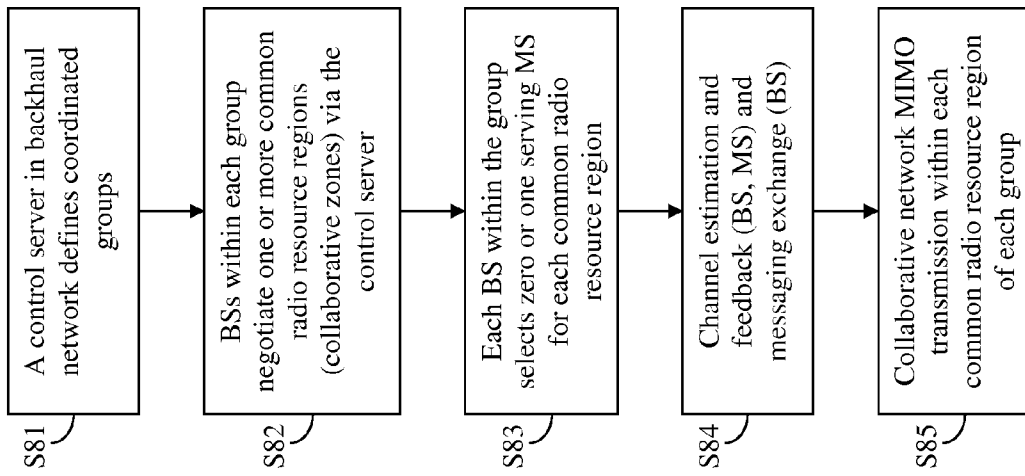 S81
A control server in backhaul
network defines coordinated
groups
S82
BSs within each group
negotiate one or more common
radio resource regions
(collaborative zones) via the
control server
S83
Each BS within the group
selects zero or one serving MS
for each common radio
resource region
S84
Channel estimation and
feedback (BS, MS) and
messaging exchange (BS)
S85
Collaborative network MIMO
transmission within each
common radio resource region
of each group